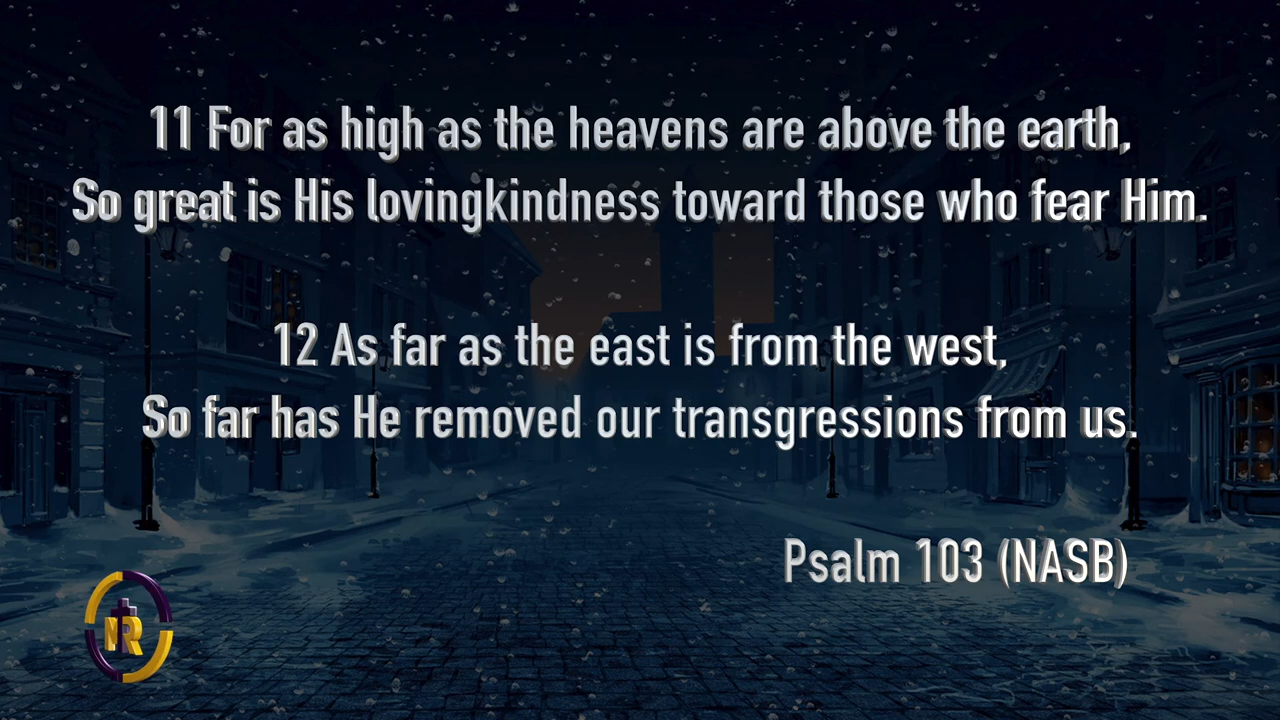 11 For as high as the heavens are above the earth,
So great is His lovingkindness toward those who fear Him.
12 As far as the east is from the west,
So far has He removed our transgressions from us.
Psalm 103 (NASB)
NR